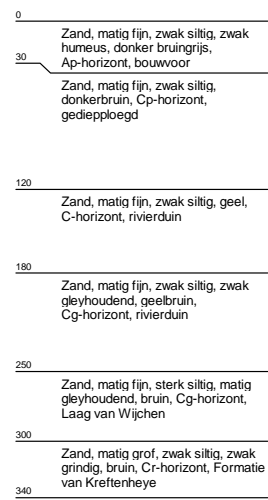 0
Zand, matig fijn, zwak siltig, zwak
humeus, donker bruingrijs,
Ap-horizont, bouwvoor
30
Zand, matig fijn, zwak siltig,
donkerbruin, Cp-horizont,
gediepploegd
120
Zand, matig fijn, zwak siltig, geel,
C-horizont, rivierduin
180
Zand, matig fijn, zwak siltig, zwak
gleyhoudend, geelbruin,
Cg-horizont, rivierduin
250
Zand, matig fijn, sterk siltig, matig
gleyhoudend, bruin, Cg-horizont,
Laag van Wijchen
300
Zand, matig grof, zwak siltig, zwak
grindig, bruin, Cr-horizont, Formatie
van Kreftenheye
340